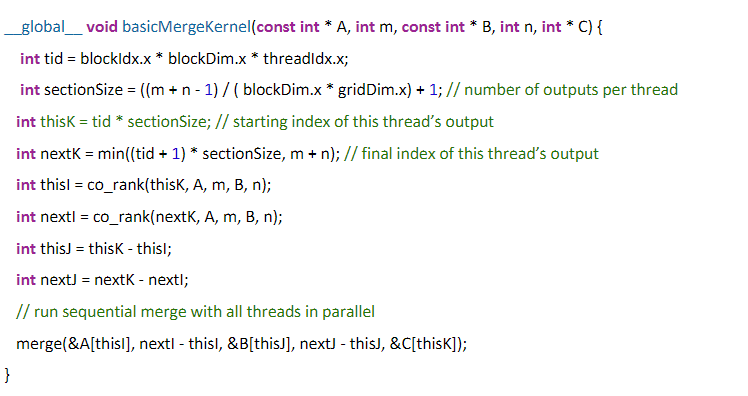 __global__ void basicMergeKernel(const int * A, int m, const int * B, int n, int * C) {
int tid = blockIdx.x * blockDim.x * threadIdx.x;
int sectionSize = ((m + n - 1) / ( blockDim.x * gridDim.x) + 1; // number of outputs per thread
int thisK = tid * sectionSize; // starting index of this thread’s output
int nextK = min((tid + 1) * sectionSize, m + n); // final index of this thread’s output
int thisI = co_rank(thisK, A, m, B, n);
int nextI = co_rank(nextK, A, m, B, n);
int thisJ = thisK - thisI;
int nextJ = nextK - nextI;
// run sequential merge with all threads in parallel
merge(&A[thisI], nextI - thisI, &B[thisJ], nextJ - thisJ, &C[thisK]);
}